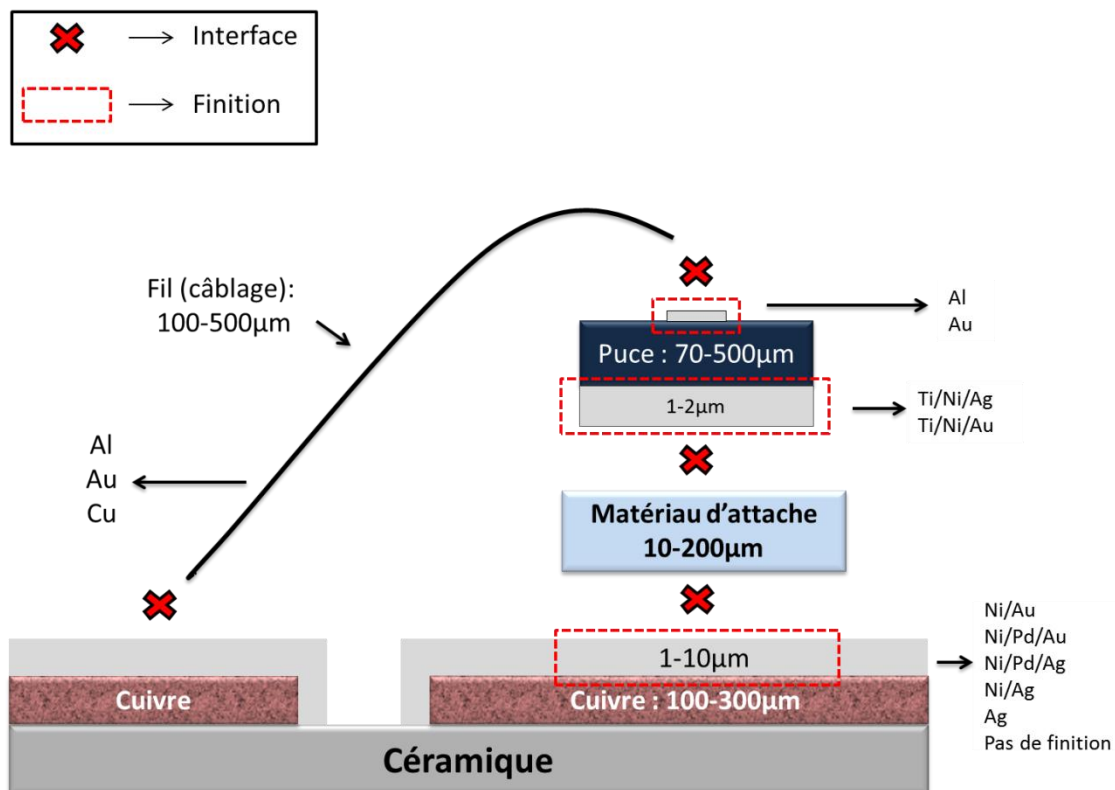 Interface
Finition
Fil (câblage):
100-500µm
Al
Au
Puce : 70-500µm
1-2µm
Ti/Ni/Ag
Ti/Ni/Au
Al
Au
Cu
Matériau d’attache
10-200µm
Ni/Au
Ni/Pd/Au
Ni/Pd/Ag
Ni/Ag
Ag
Pas de finition
1-10µm
Cuivre
Cuivre : 100-300µm
Céramique